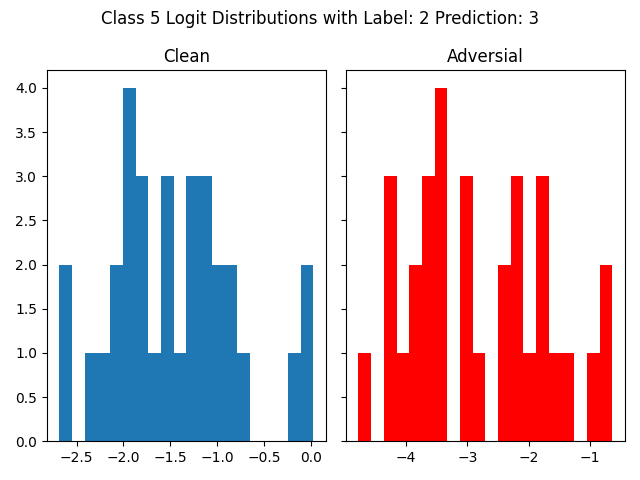 Class 5 Logit Distributions with Label: 2 Prediction: 3
Clean
Adversial
4.0
3.5
3.0
2.5
2.0
1.5
1.0
0.5
0.0
−2.5 −2.0 −1.5 −1.0 −0.5 0.0
−4 −3 −2 −1